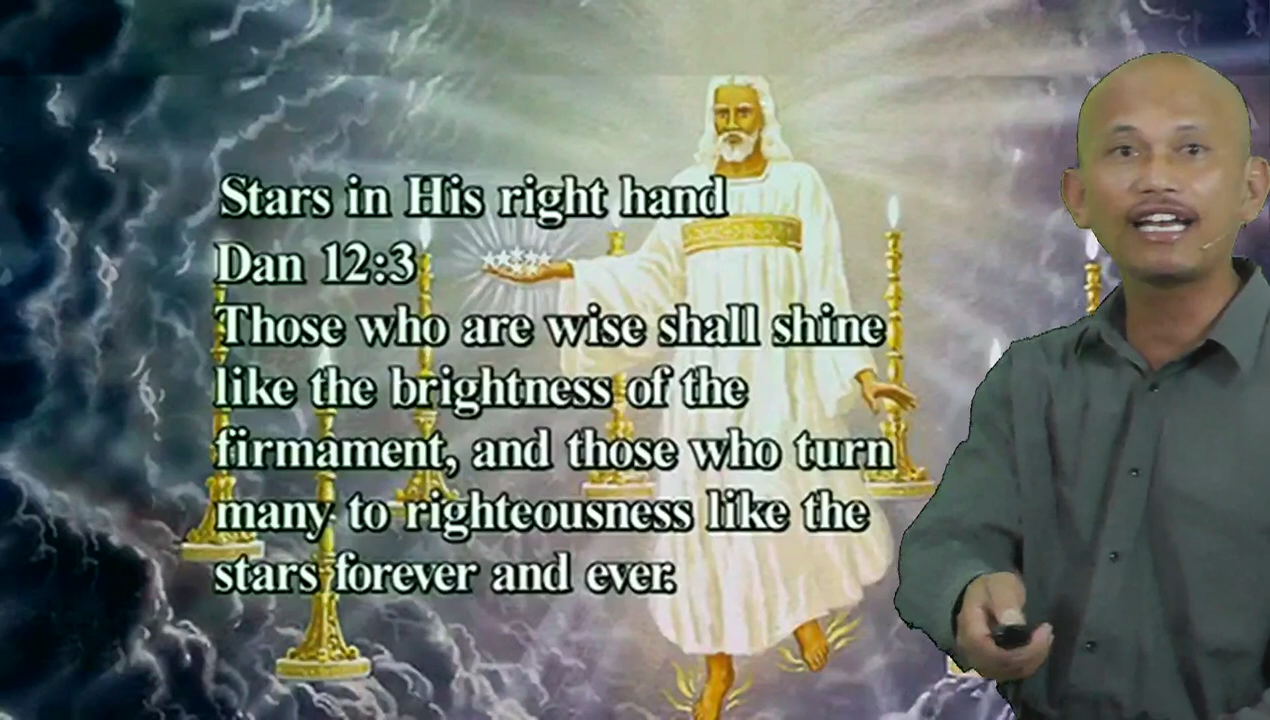 Stars in His right hand
Dan 12:3
Those who are wise shall shine
like the brightness of the
firmament, and those who turn
many to righteousness like the
stars forever and ever.